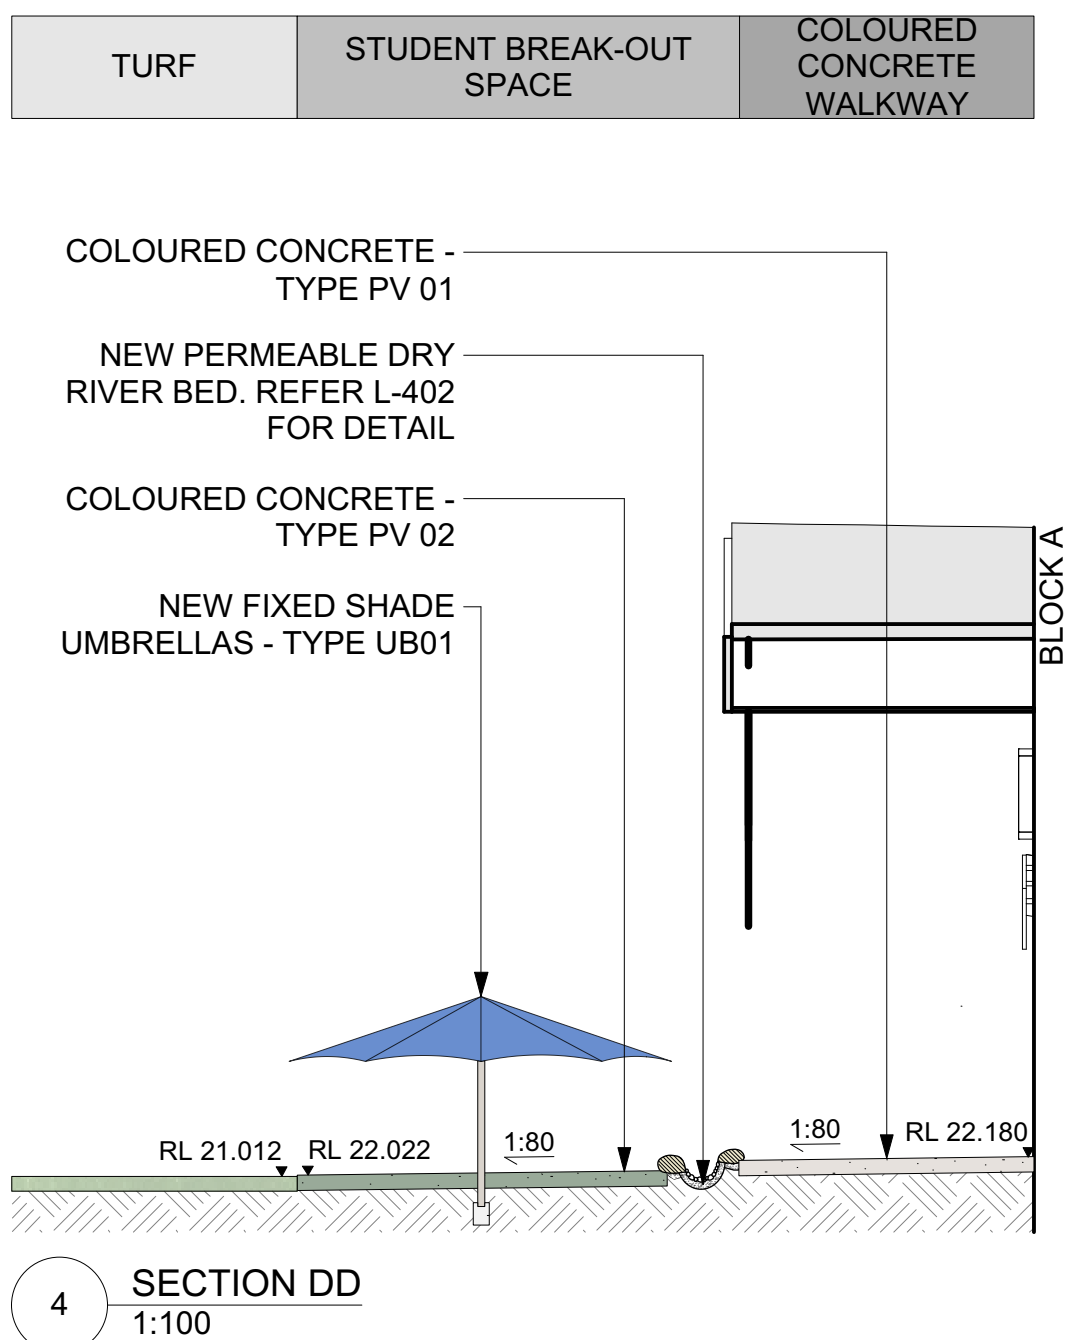 TURF
STUDENT BREAK-OUT
SPACE
COLOURED
CONCRETE
WALKWAY
COLOURED CONCRETE -
TYPE PV 01
NEW PERMEABLE DRY
RIVER BED. REFER L-402
FOR DETAIL
COLOURED CONCRETE -
TYPE PV 02
NEW FIXED SHADE
UMBRELLAS - TYPE UB01
BLOCK A
RL 21.012
RL 22.022
1:80
1:80
RL 22.180
4
SECTION DD
1:100